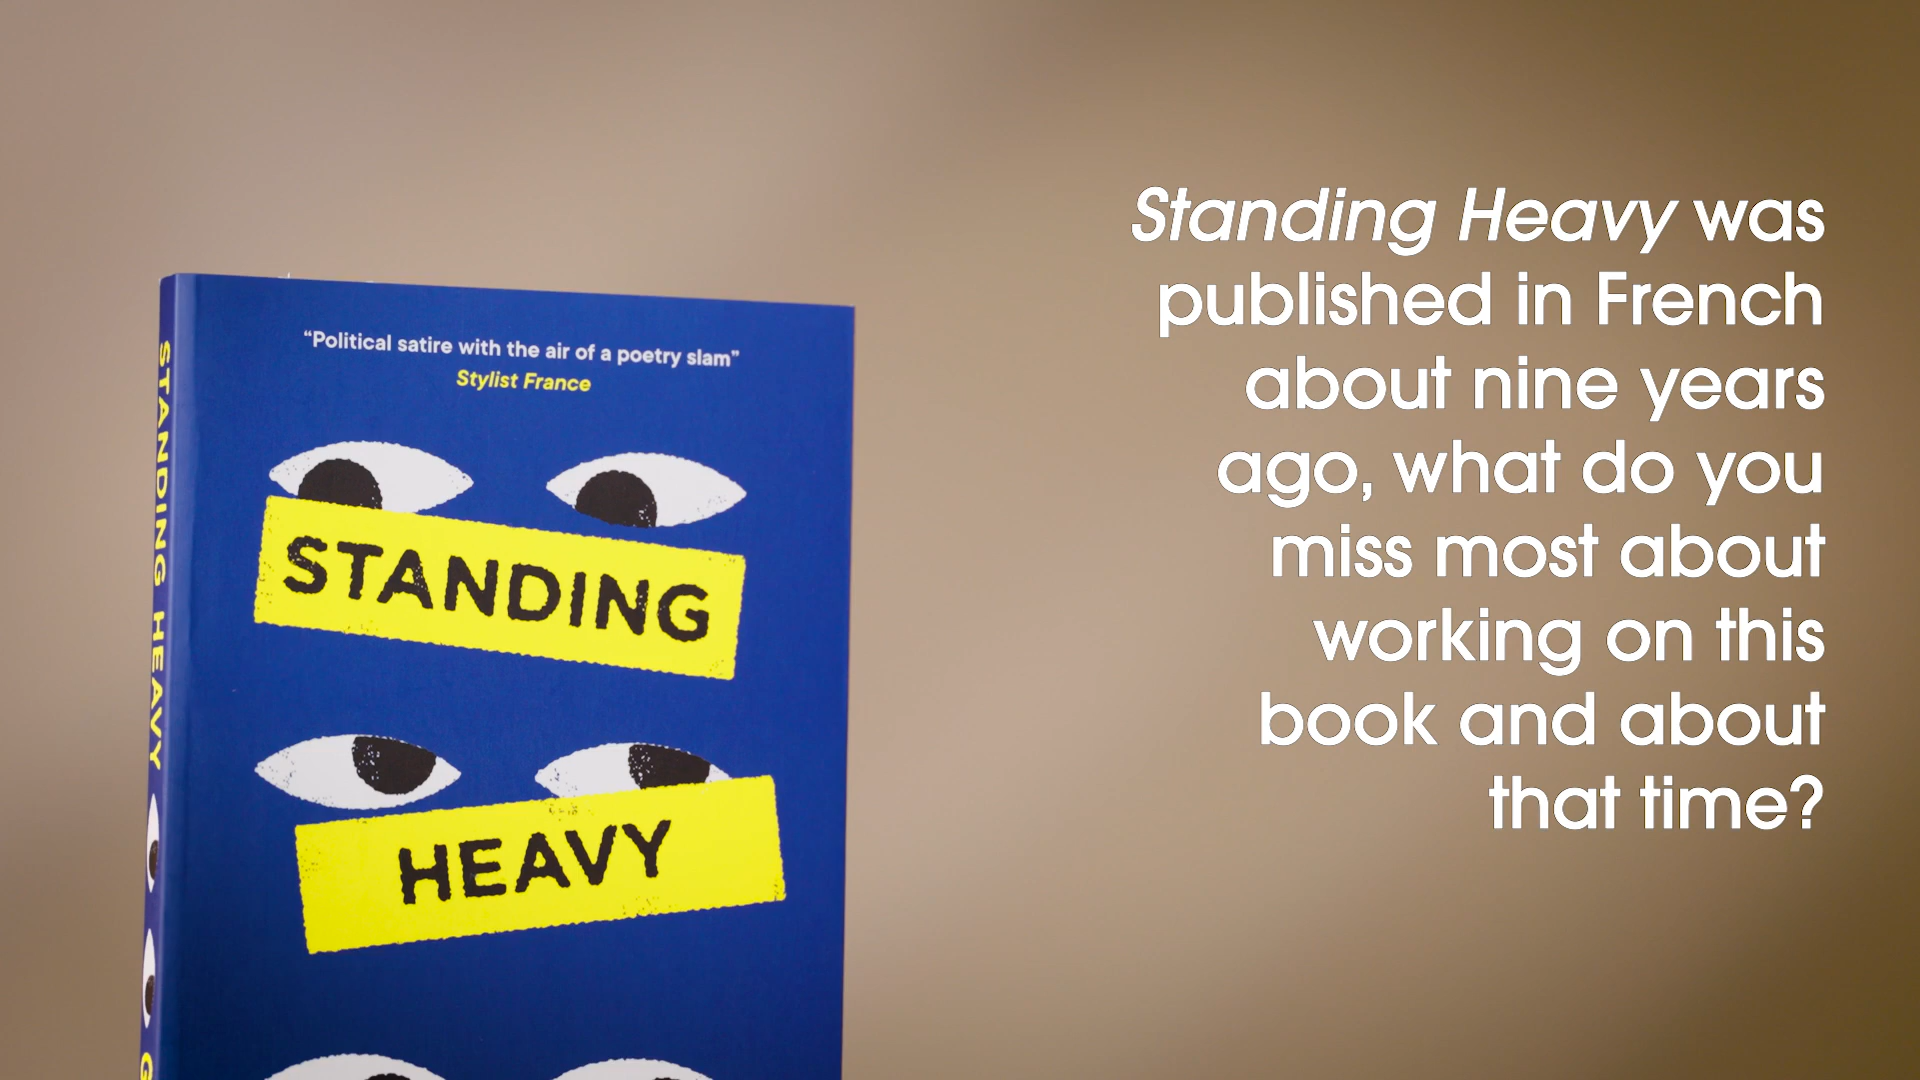 “Political satire with the air of a poetry slam”
Stylist France
STANDING
HEAVY
STANDING HEAVY G
Standing Heavy was
published in French
about nine years
ago, what do you
miss most about
working on this
book and about
that time?